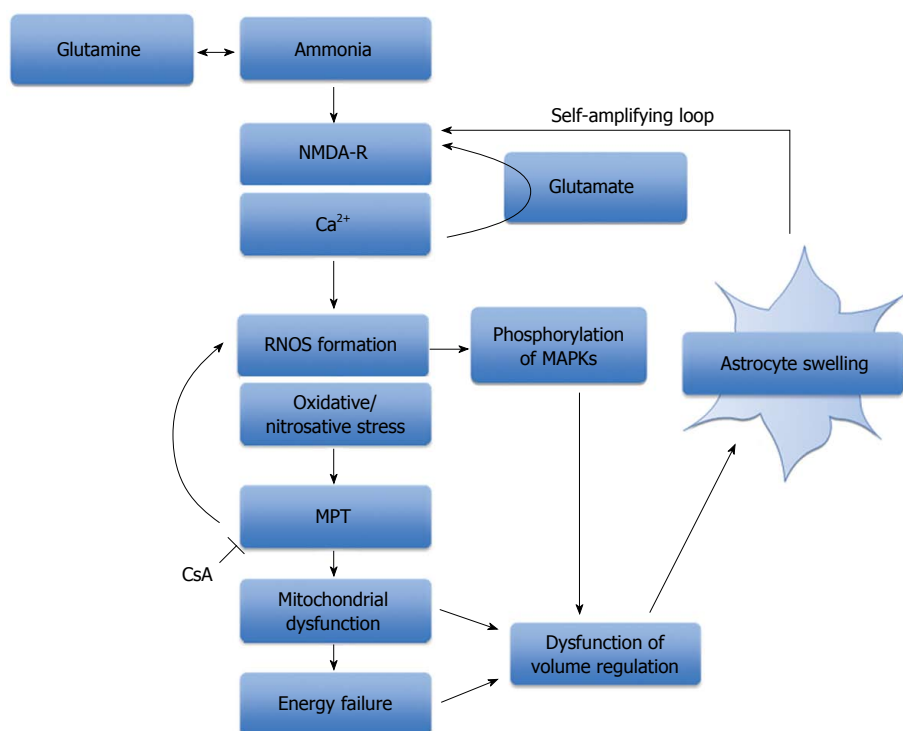 Glutamine
Ammonia
Self-amplifying loop
NMDA-R
Glutamate
Ca²⁺
RNOS formation
Phosphorylation
of MAPKs
Astrocyte swelling
Oxidative/
nitrosative stress
MPT
CsA
Mitochondrial
dysfunction
Dysfunction of
volume regulation
Energy failure